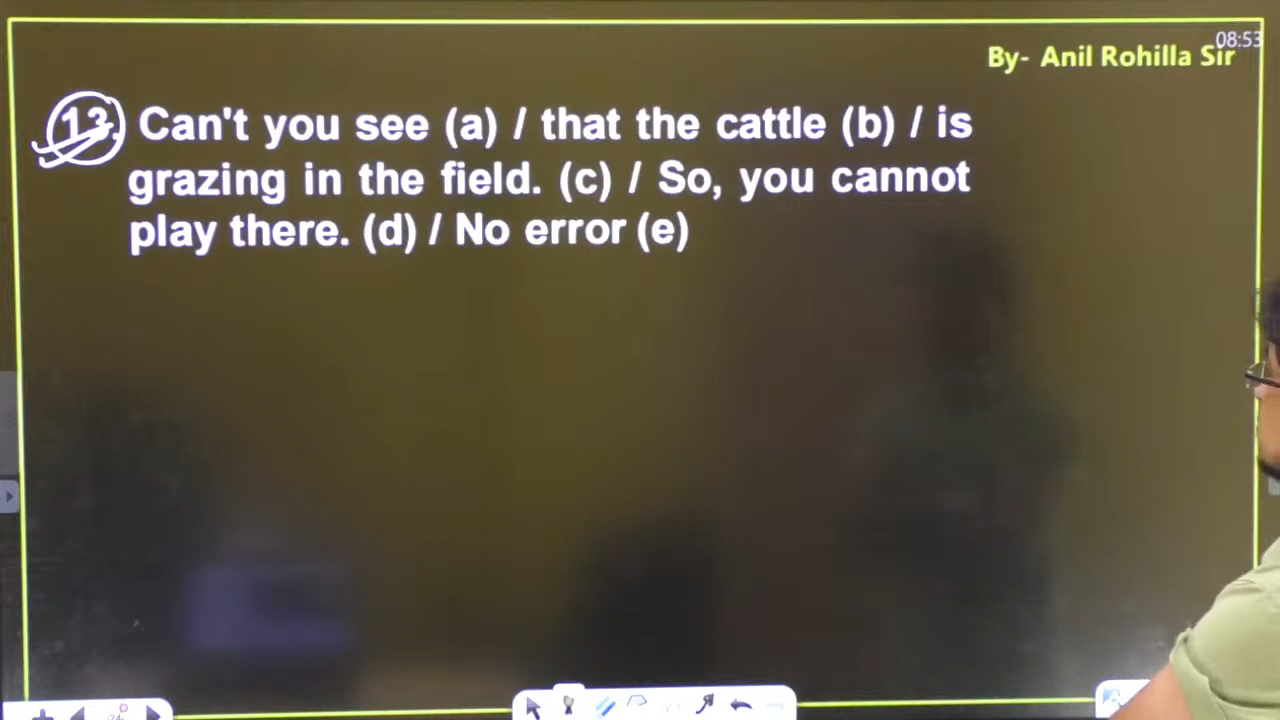 08:53
By- Anil Rohilla Sir
13. Can't you see (a) / that the cattle (b) / is
grazing in the field. (c) / So, you cannot
play there. (d) / No error (e)